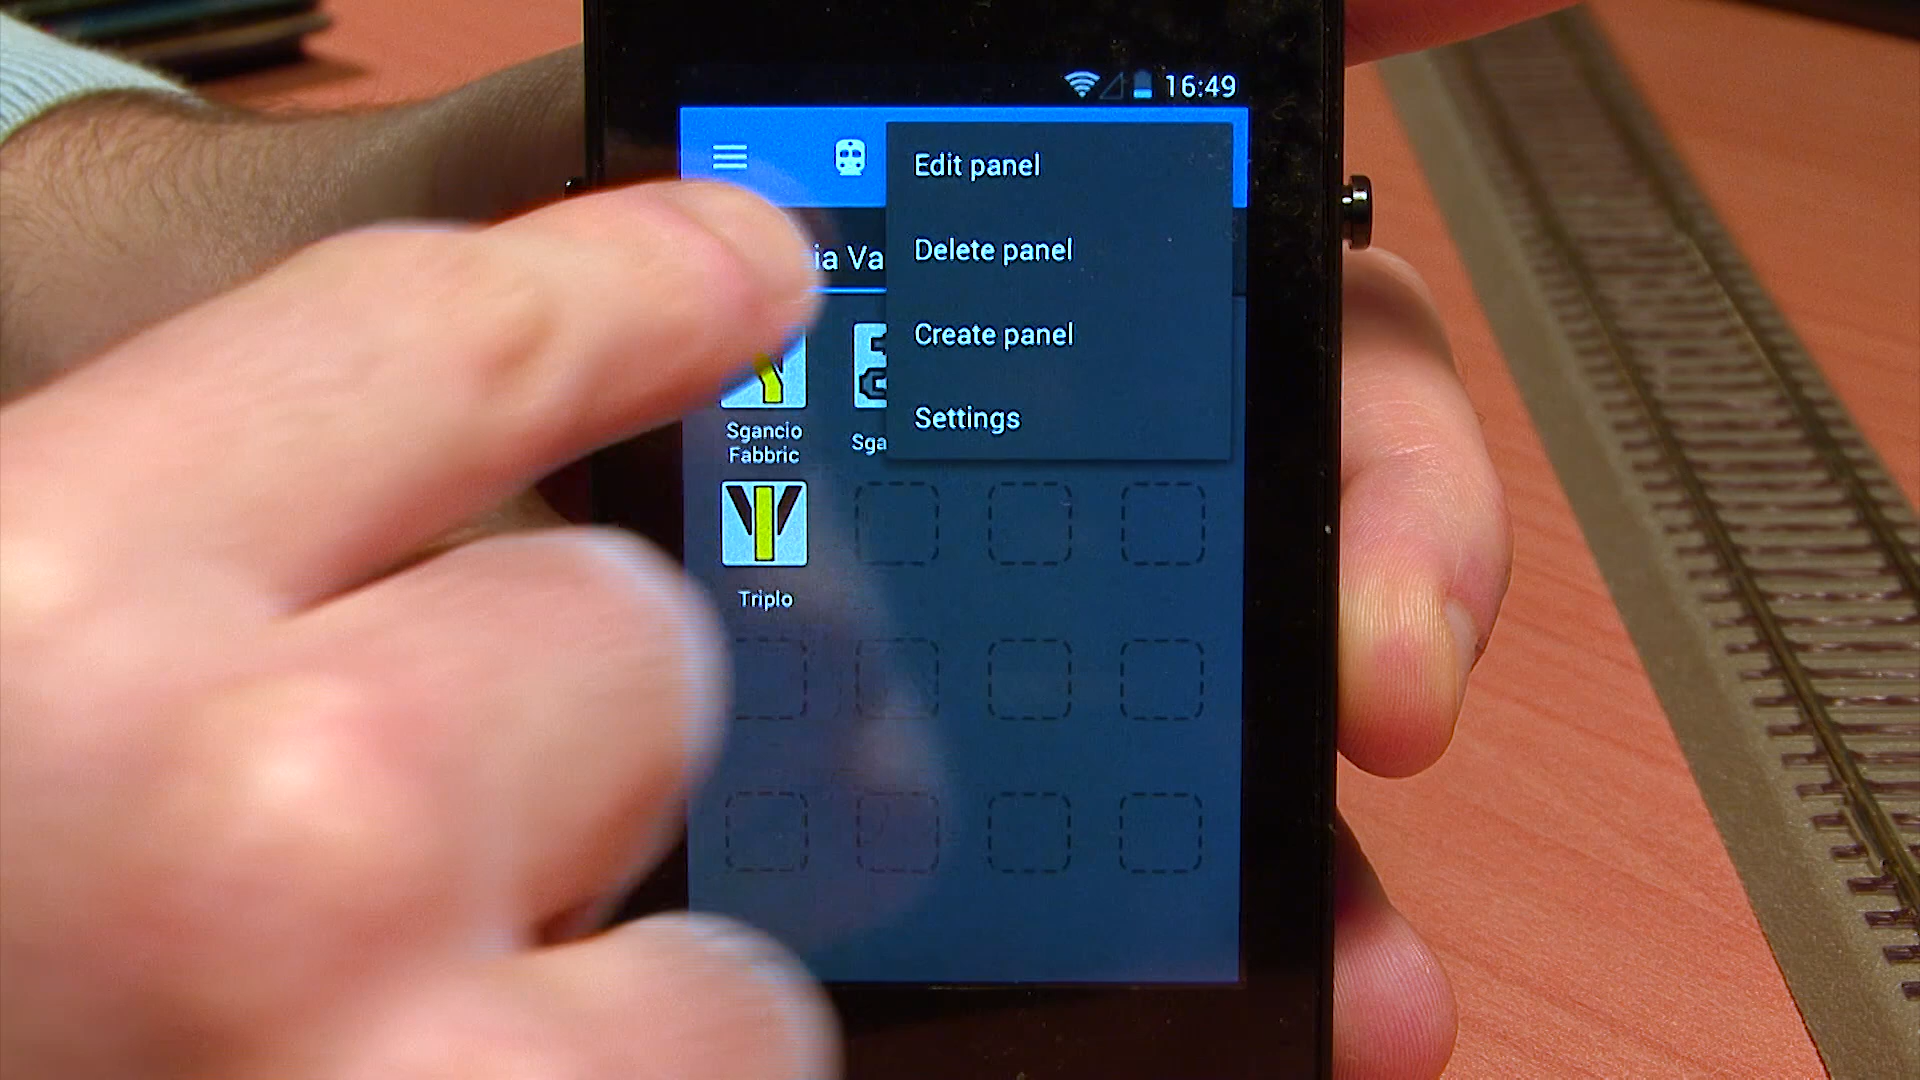 16:49
Edit panel
ia Va
Delete panel
Create panel
Settings
Sgancio
Fabbric
Sga
Triplo